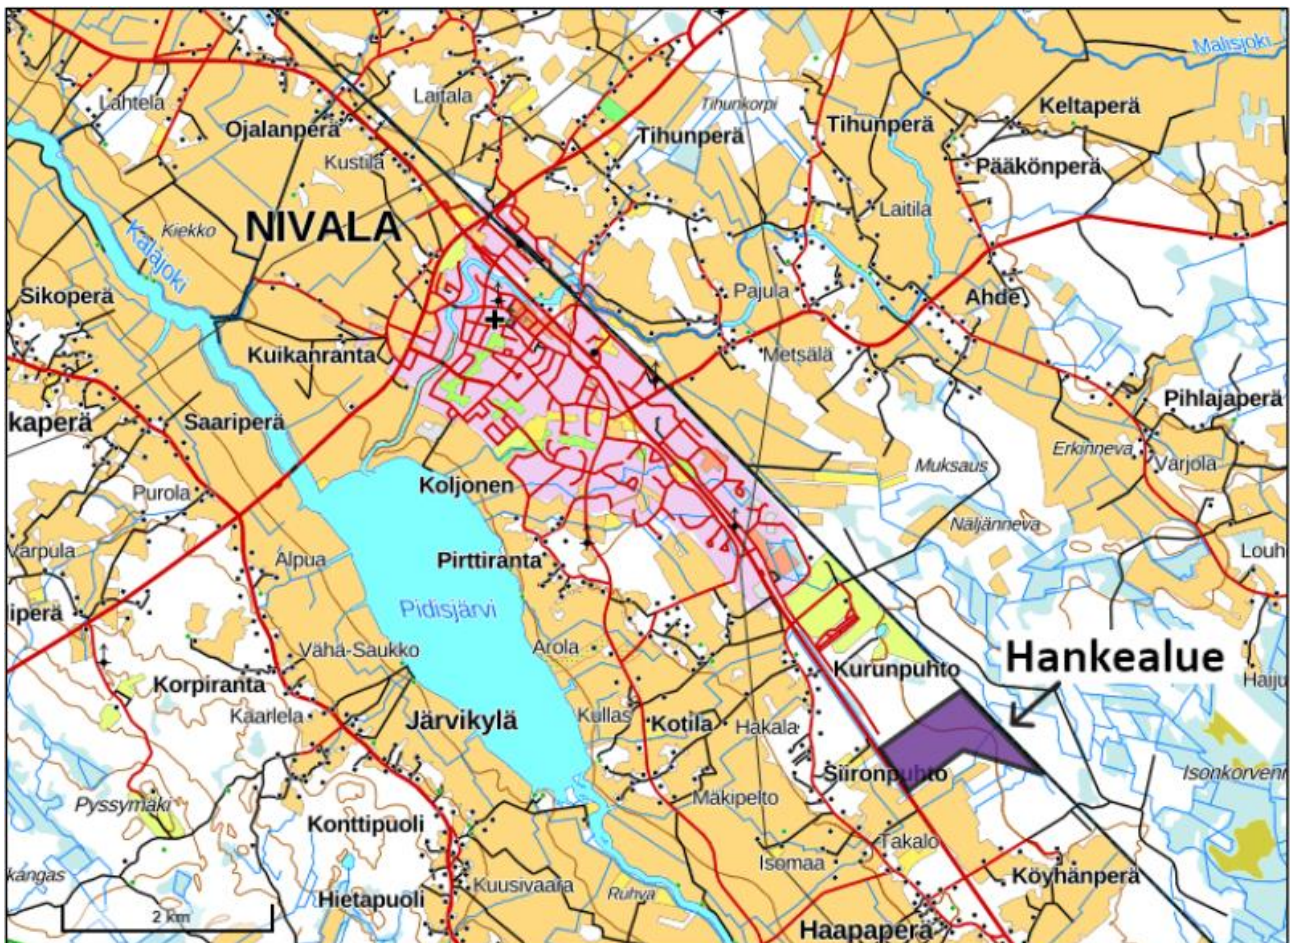 Malisjoki
Lahtela
Laitala
Tihunkorpi
Keltaperä
Ojalanperä
Tihunperä
Tihunperä
Kustila
Pääkönperä
NIVALA
Kiekko
Laitila
Kalajoki
Sikoperä
Pajula
Ahde
Kuikanranta
Metsälä
Pihlajaperä
kaperä
Saariperä
Erkinneva
Varjola
Muksaus
Purola
Koljonen
Näljänneva
Varpula
Alpua
Pirttiranta
Louh
iperä
Pidisjärvi
Vähä-Saukko
Arola
Hankealue
Kurunpuhto
Haiju
Korpiranta
Kaarlela
Järvikylä
Kullas
Kotila
Hakala
Siironpuhto
Isonkorvenn
Mäkipelto
Pyssymäki
Konttipuoli
Takalo
Isomaa
kangas
Köyhänperä
Kuusivaara
Hietapuoli
Ruhva
2 km
Haapaperä